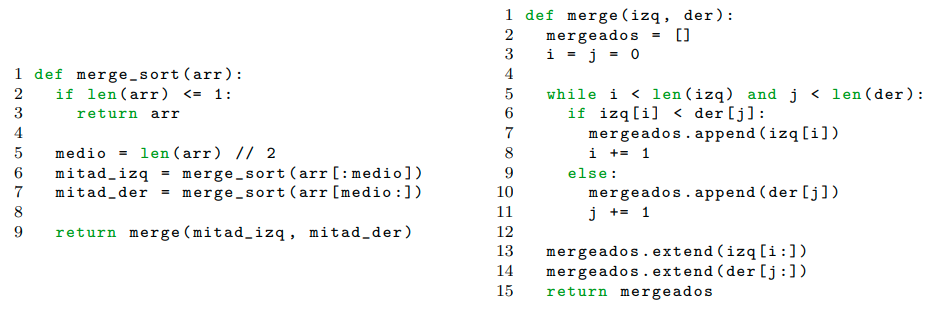 1 def merge_sort(arr):
2   if len(arr) <= 1:
3     return arr
4
5   medio = len(arr) // 2
6   mitad_izq = merge_sort(arr[:medio])
7   mitad_der = merge_sort(arr[medio:])
8
9   return merge(mitad_izq, mitad_der)
1 def merge(izq, der):
2   mergeados = []
3   i = j = 0
4
5   while i < len(izq) and j < len(der):
6     if izq[i] < der[j]:
7       mergeados.append(izq[i])
8       i += 1
9     else:
10       mergeados.append(der[j])
11       j += 1
12
13   mergeados.extend(izq[i:])
14   mergeados.extend(der[j:])
15   return mergeados